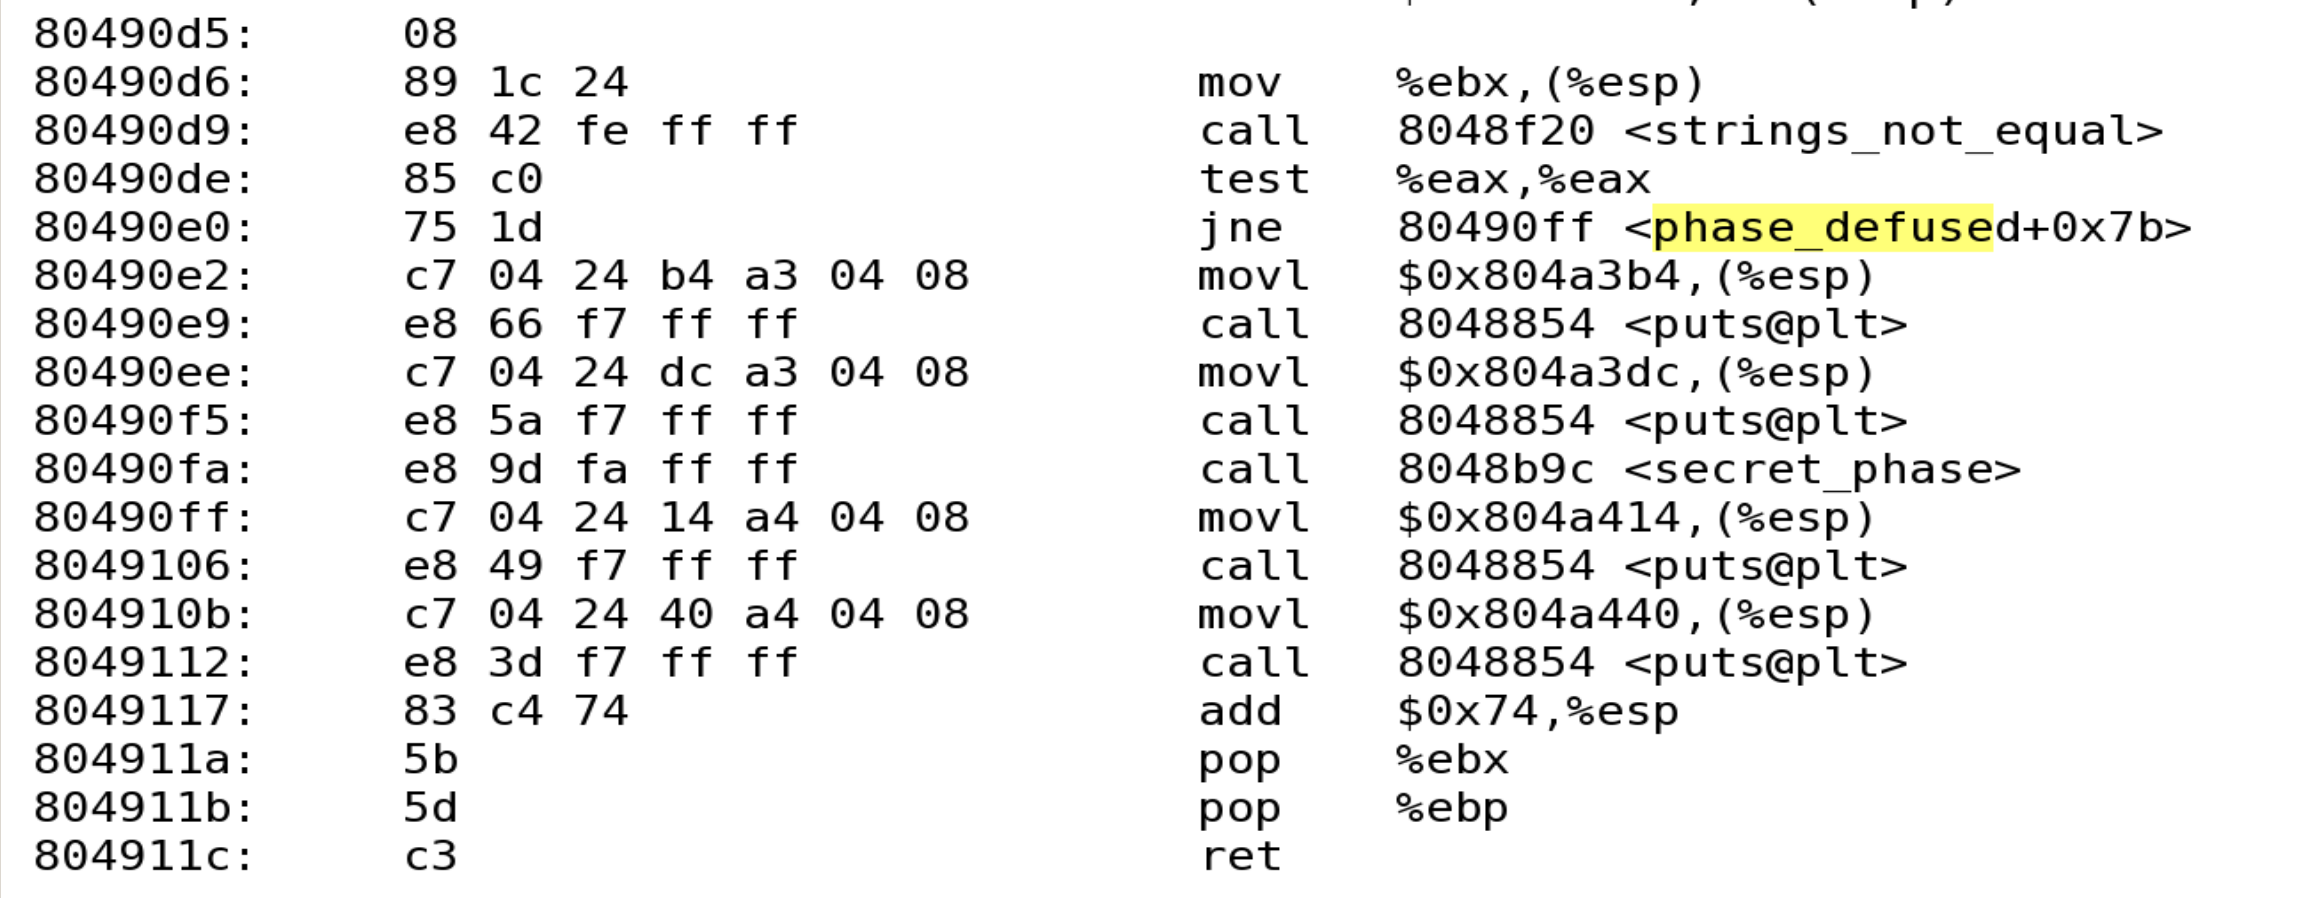 80490d5: 08
80490d6: 89 1c 24 mov %ebx,(%esp)
80490d9: e8 42 fe ff ff call 8048f20 <strings_not_equal>
80490de: 85 c0 test %eax,%eax
80490e0: 75 1d jne 80490ff <phase_defused+0x7b>
80490e2: c7 04 24 b4 a3 04 08 movl $0x804a3b4,(%esp)
80490e9: e8 66 f7 ff ff call 8048854 <puts@plt>
80490ee: c7 04 24 dc a3 04 08 movl $0x804a3dc,(%esp)
80490f5: e8 5a f7 ff ff call 8048854 <puts@plt>
80490fa: e8 9d fa ff ff call 8048b9c <secret_phase>
80490ff: c7 04 24 14 a4 04 08 movl $0x804a414,(%esp)
8049106: e8 49 f7 ff ff call 8048854 <puts@plt>
804910b: c7 04 24 40 a4 04 08 movl $0x804a440,(%esp)
8049112: e8 3d f7 ff ff call 8048854 <puts@plt>
8049117: 83 c4 74 add $0x74,%esp
804911a: 5b pop %ebx
804911b: 5d pop %ebp
804911c: c3 ret